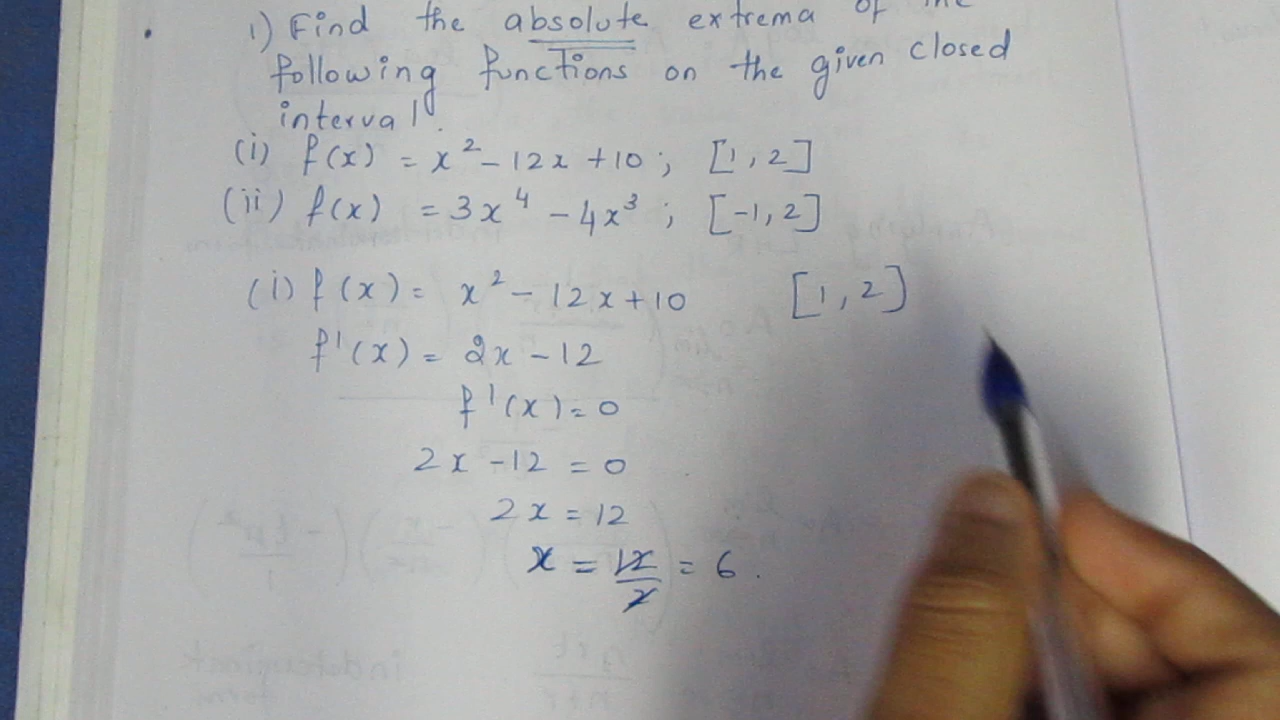 1) Find the absolute extrema of the
following functions on the given closed
interval.
(i) f(x) = x² - 12x + 10 ; [1, 2]
(ii) f(x) = 3x⁴ - 4x³ ; [-1, 2]
(i) f(x) = x² - 12x + 10 [1, 2]
f'(x) = 2x - 12
f'(x) = 0
2x - 12 = 0
2x = 12
x = 12/2 = 6.